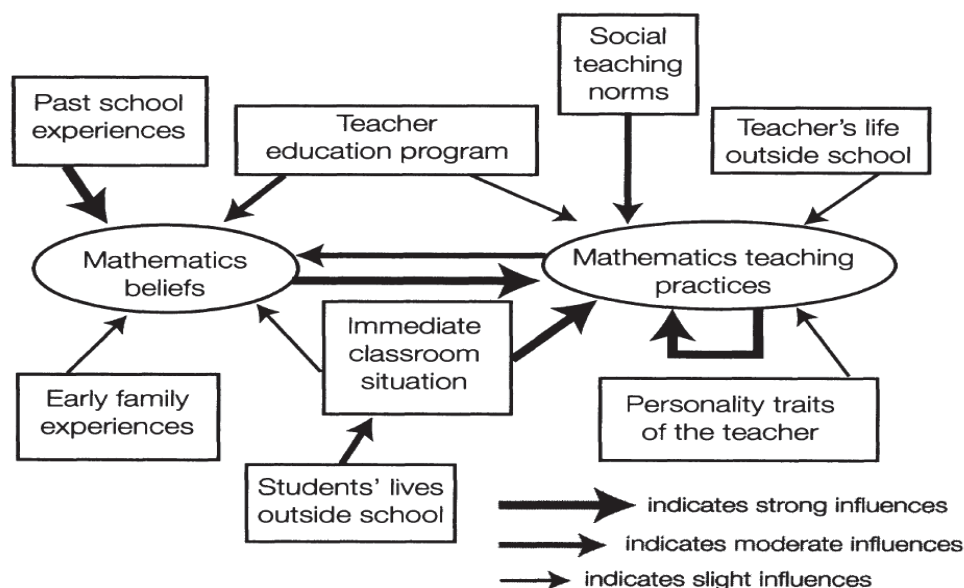 Social
teaching
norms
Past school
experiences
Teacher
education program
Teacher's life
outside school
Mathematics
beliefs
Mathematics teaching
practices
Immediate
classroom
situation
Early family
experiences
Personality traits
of the teacher
Students' lives
outside school
indicates strong influences
indicates moderate influences
indicates slight influences